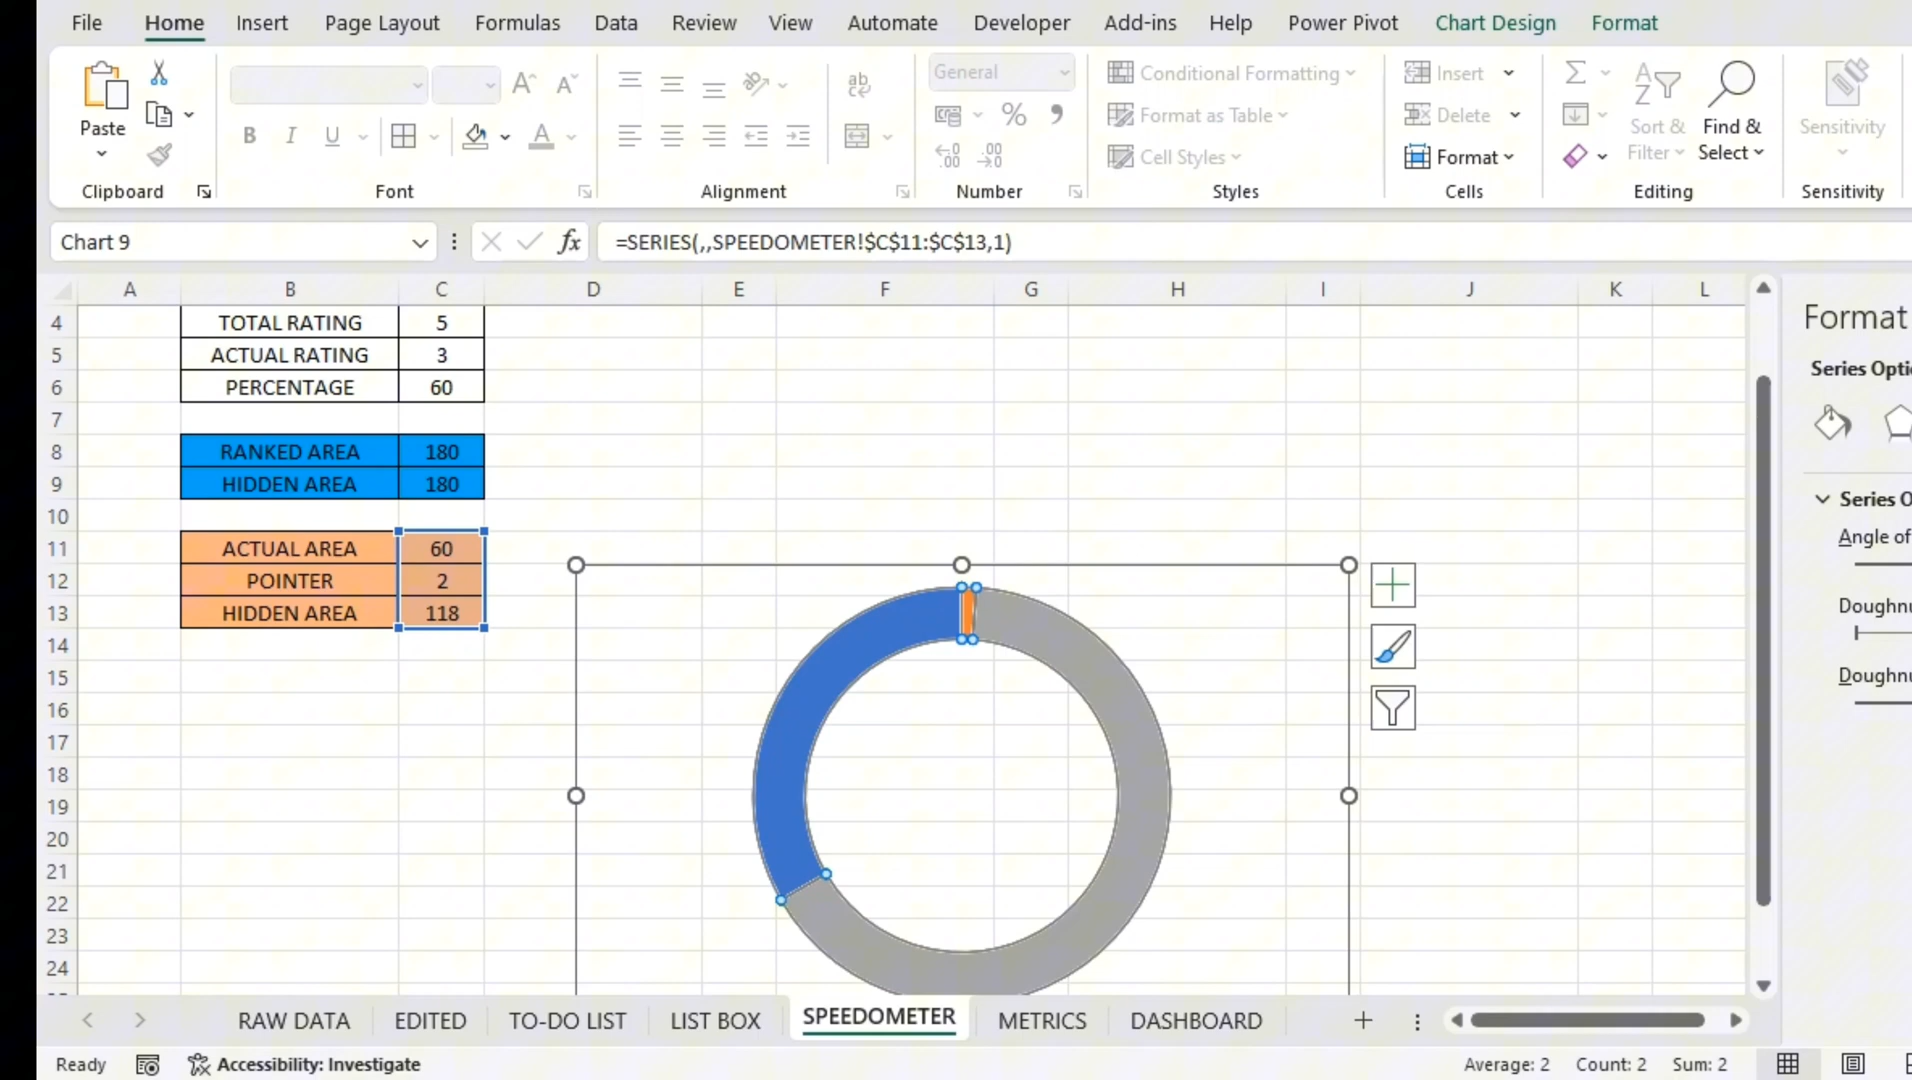 File Home Insert Page Layout Formulas Data Review View Automate Developer Add-ins Help Power Pivot Chart Design Format
General
Conditional Formatting
Insert
Paste
Format as Table
Delete
Cell Styles
Format
Sort & Filter
Find & Select
Sensitivity
Clipboard Font Alignment Number Styles Cells Editing Sensitivity
Chart 9 fx =SERIES(,,SPEEDOMETER!$C$11:$C$13,1)
A B C D E F G H I J K L
4 TOTAL RATING 5
5 ACTUAL RATING 3
6 PERCENTAGE 60
7
8 RANKED AREA 180
9 HIDDEN AREA 180
10
11 ACTUAL AREA 60
12 POINTER 2
13 HIDDEN AREA 118
14
15
16
17
18
19
20
21
22
23
24
Format
Series Opti
Series O
Angle of
Doughnu
Doughnu
RAW DATA EDITED TO-DO LIST LIST BOX SPEEDOMETER METRICS DASHBOARD
Ready Accessibility: Investigate Average: 2 Count: 2 Sum: 2